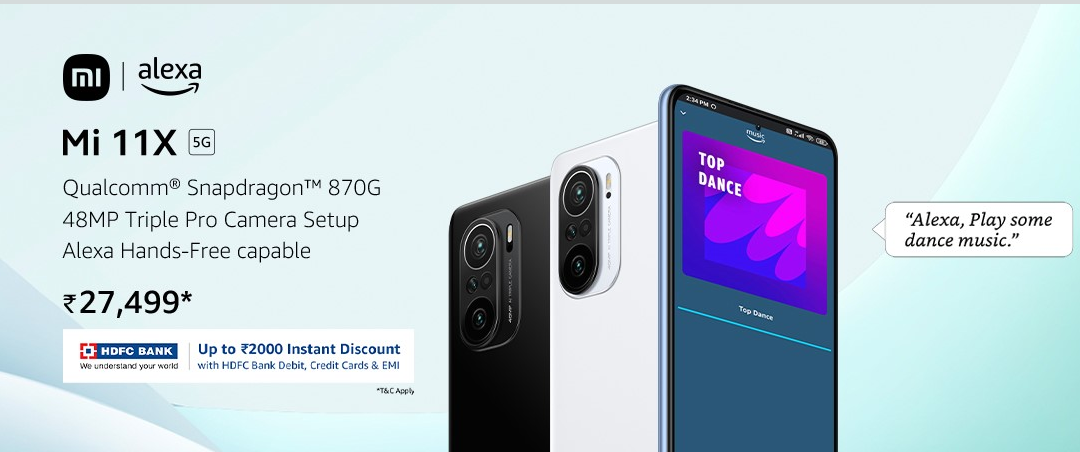 mi | alexa
Mi 11X 5G
Qualcomm® Snapdragon™ 870G
48MP Triple Pro Camera Setup
Alexa Hands-Free capable
₹27,499*
HDFC BANK
We understand your world
Up to ₹2000 Instant Discount
with HDFC Bank Debit, Credit Cards & EMI
*T&C Apply
2:34 PM
music
TOP
DANCE
Top Dance
“Alexa, Play some
dance music.”